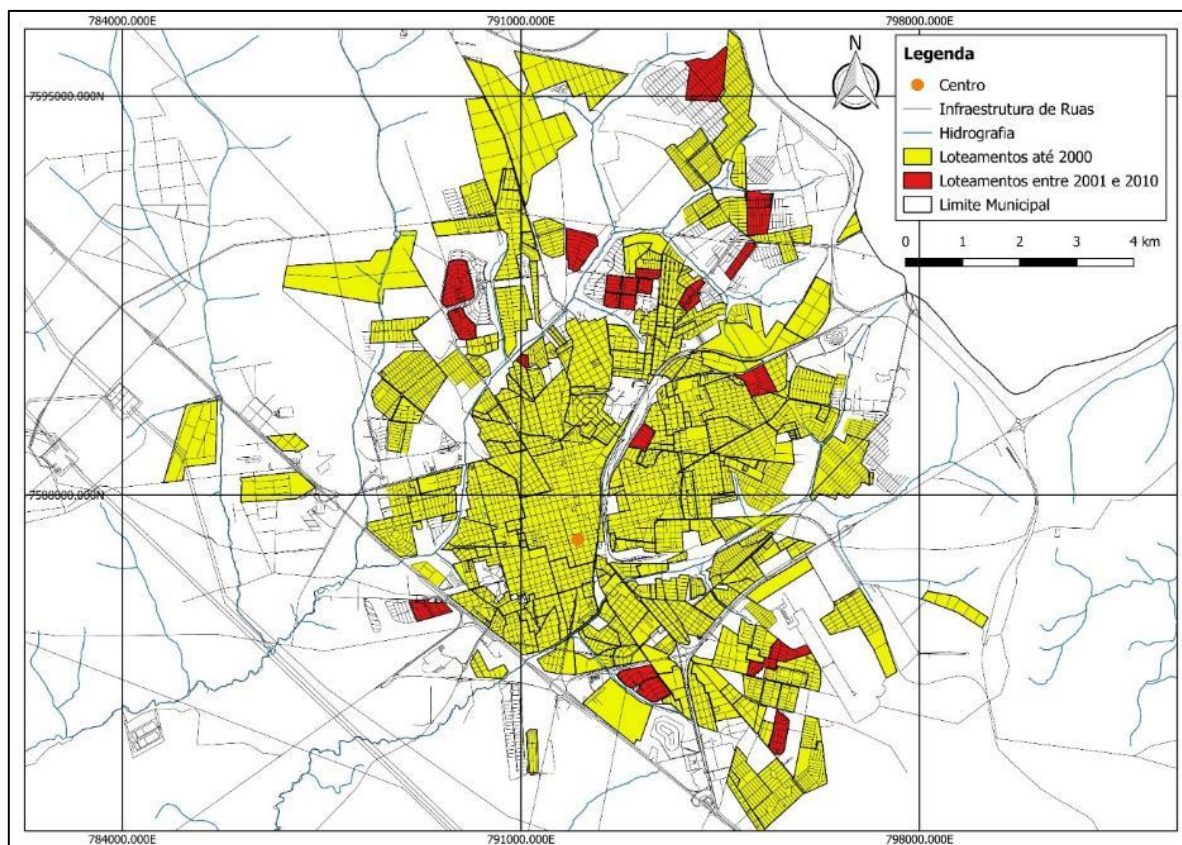 784000.000E 791000.000E 798000.000E
N
Legenda
Centro
Infraestrutura de Ruas
Hidrografia
Loteamentos até 2000
Loteamentos entre 2001 e 2010
Limite Municipal
0 1 2 3 4 km
7595000.000N
7588000.000N
784000.000E 791000.000E 798000.000E